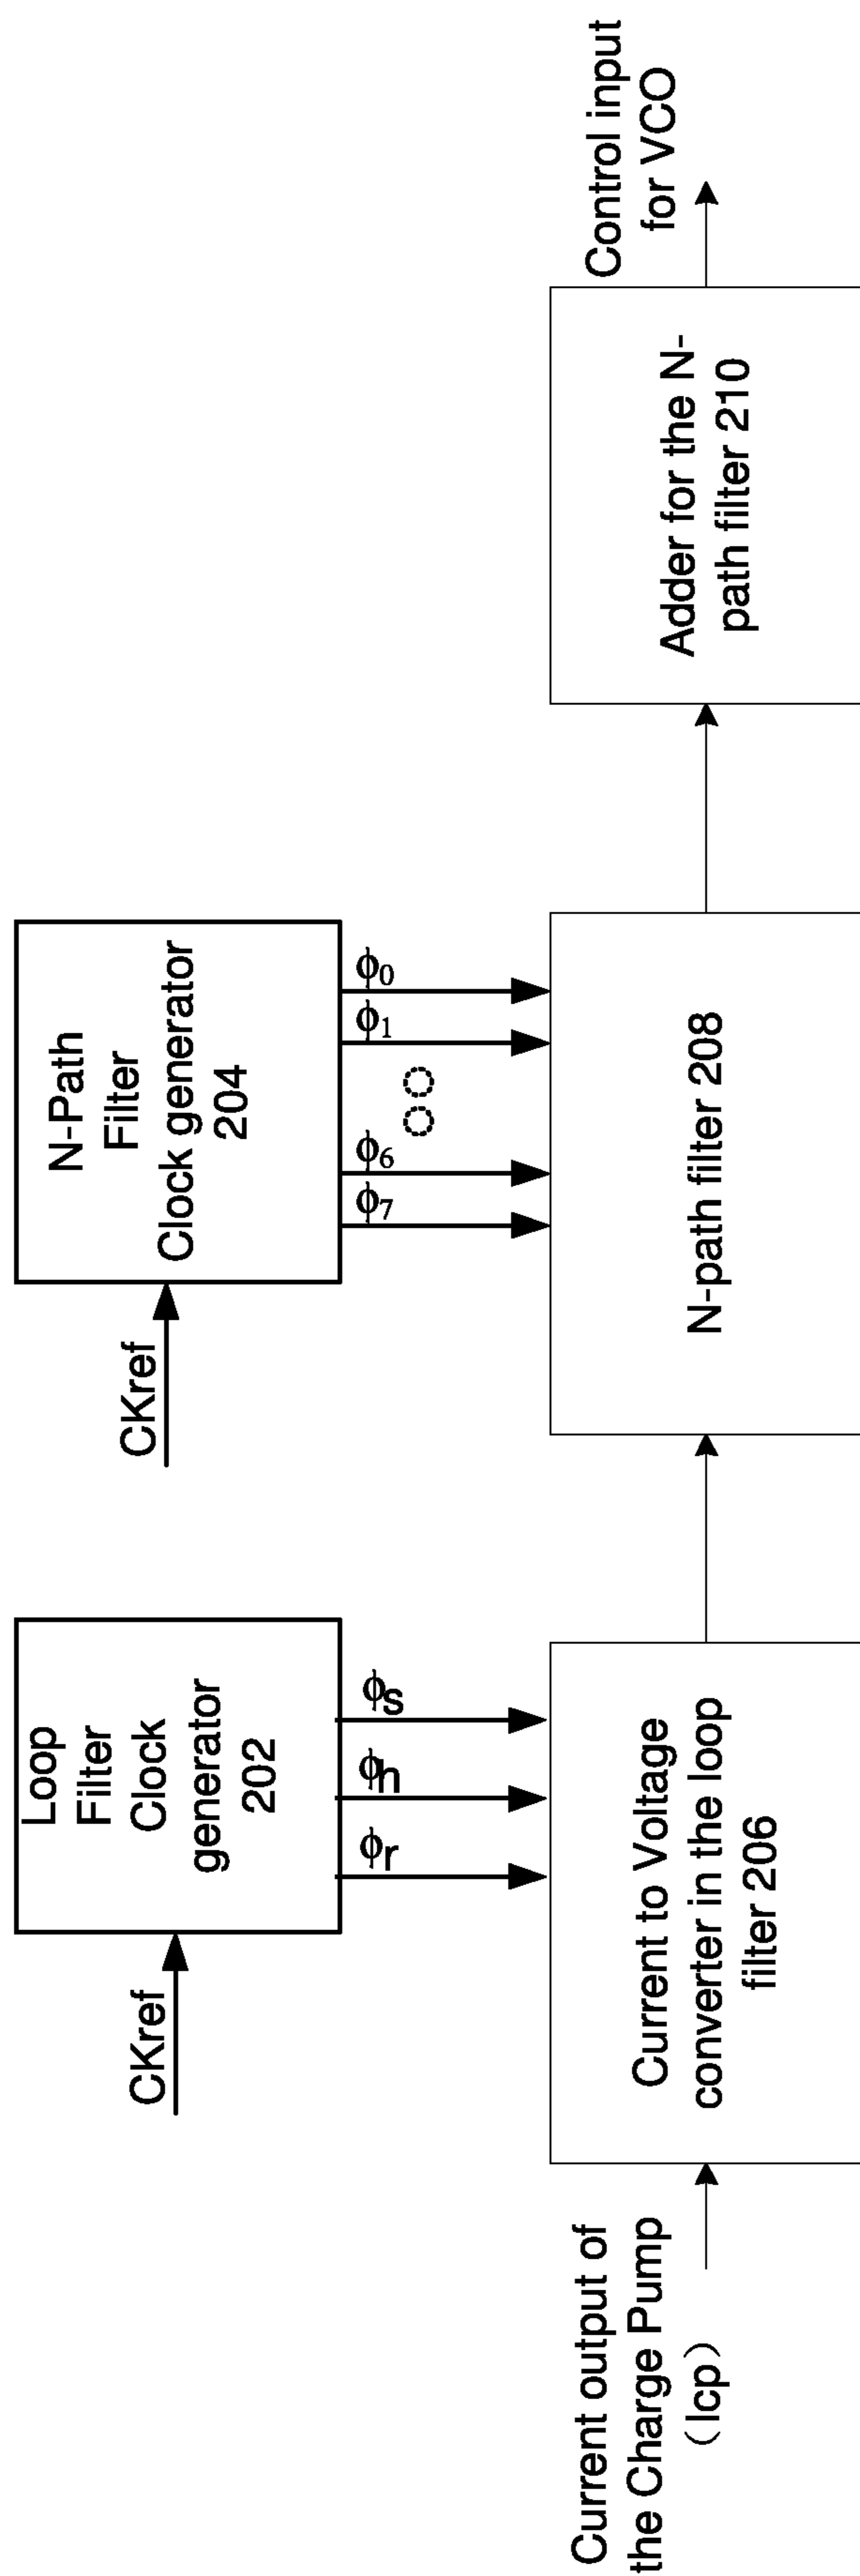 CKref
Loop
Filter
Clock
generator
202
ϕr
ϕh
ϕs
CKref
N-Path
Filter
Clock generator
204
ϕ7
ϕ6
ϕ1
ϕ0
Current output of
the Charge Pump
(Icp)
Current to Voltage
converter in the loop
filter 206
N-path filter 208
Adder for the N-
path filter 210
Control input
for VCO